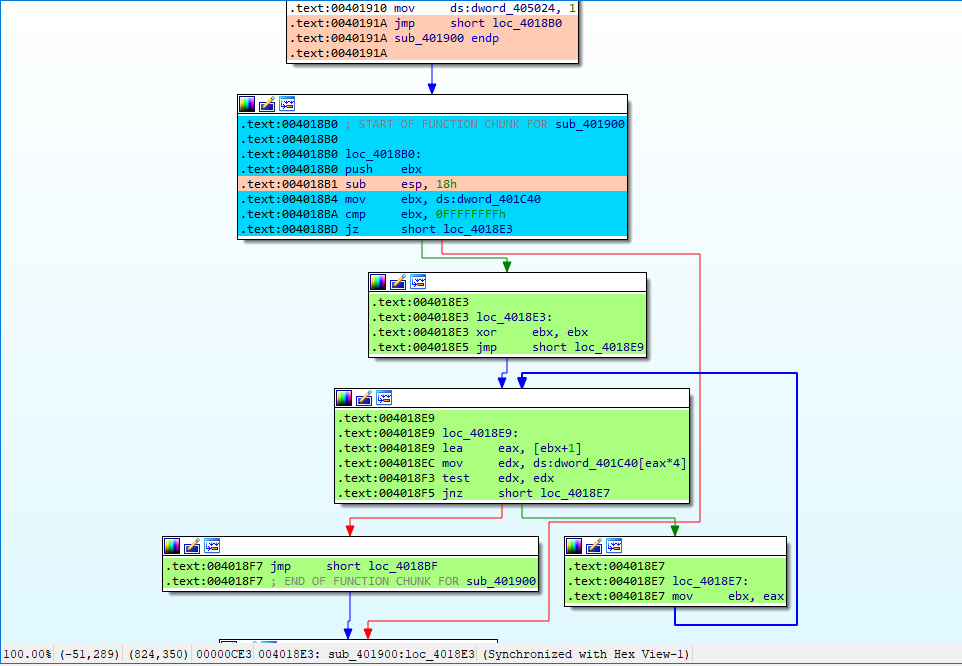 .text:00401910 mov     ds:dword_405024, 1
.text:0040191A jmp     short loc_4018B0
.text:0040191A sub_401900 endp
.text:0040191A
.text:004018B0 ; START OF FUNCTION CHUNK FOR sub_401900
.text:004018B0
.text:004018B0 loc_4018B0:
.text:004018B0 push    ebx
.text:004018B1 sub     esp, 18h
.text:004018B4 mov     ebx, ds:dword_401C40
.text:004018BA cmp     ebx, 0FFFFFFFFh
.text:004018BD jz      short loc_4018E3
.text:004018E3
.text:004018E3 loc_4018E3:
.text:004018E3 xor     ebx, ebx
.text:004018E5 jmp     short loc_4018E9
.text:004018E9
.text:004018E9 loc_4018E9:
.text:004018E9 lea     eax, [ebx+1]
.text:004018EC mov     edx, ds:dword_401C40[eax*4]
.text:004018F3 test    edx, edx
.text:004018F5 jnz     short loc_4018E7
.text:004018F7 jmp     short loc_4018BF
.text:004018F7 ; END OF FUNCTION CHUNK FOR sub_401900
.text:004018E7
.text:004018E7 loc_4018E7:
.text:004018E7 mov     ebx, eax
100.00% (-51,289) (824,350) 00000CE3 004018E3: sub_401900:loc_4018E3 (Synchronized with Hex View-1)